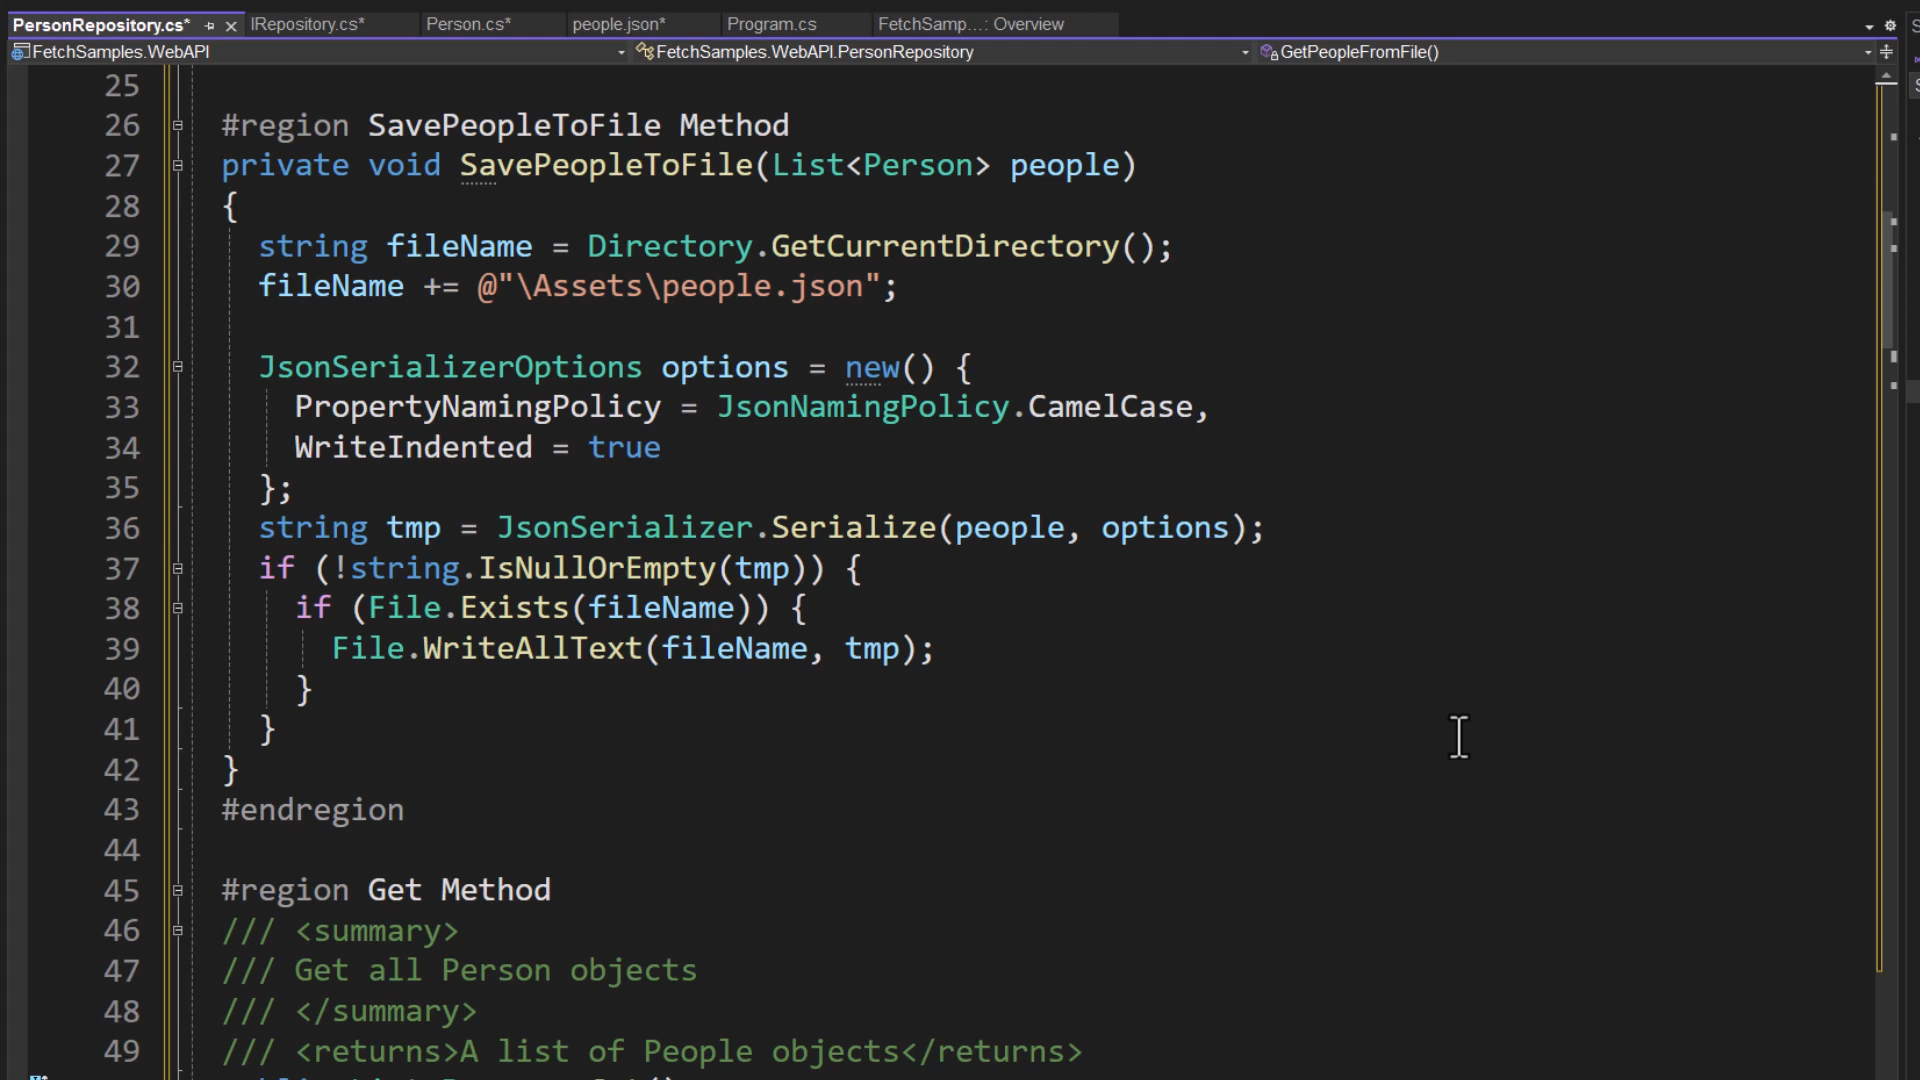 PersonRepository.cs* IRepository.cs* Person.cs* people.json* Program.cs FetchSamp...: Overview
FetchSamples.WebAPI FetchSamples.WebAPI.PersonRepository GetPeopleFromFile()
25
26 #region SavePeopleToFile Method
27 private void SavePeopleToFile(List<Person> people)
28 {
29 string fileName = Directory.GetCurrentDirectory();
30 fileName += @"\Assets\people.json";
31
32 JsonSerializerOptions options = new() {
33 PropertyNamingPolicy = JsonNamingPolicy.CamelCase,
34 WriteIndented = true
35 };
36 string tmp = JsonSerializer.Serialize(people, options);
37 if (!string.IsNullOrEmpty(tmp)) {
38 if (File.Exists(fileName)) {
39 File.WriteAllText(fileName, tmp);
40 }
41 }
42 }
43 #endregion
44
45 #region Get Method
46 /// <summary>
47 /// Get all Person objects
48 /// </summary>
49 /// <returns>A list of People objects</returns>